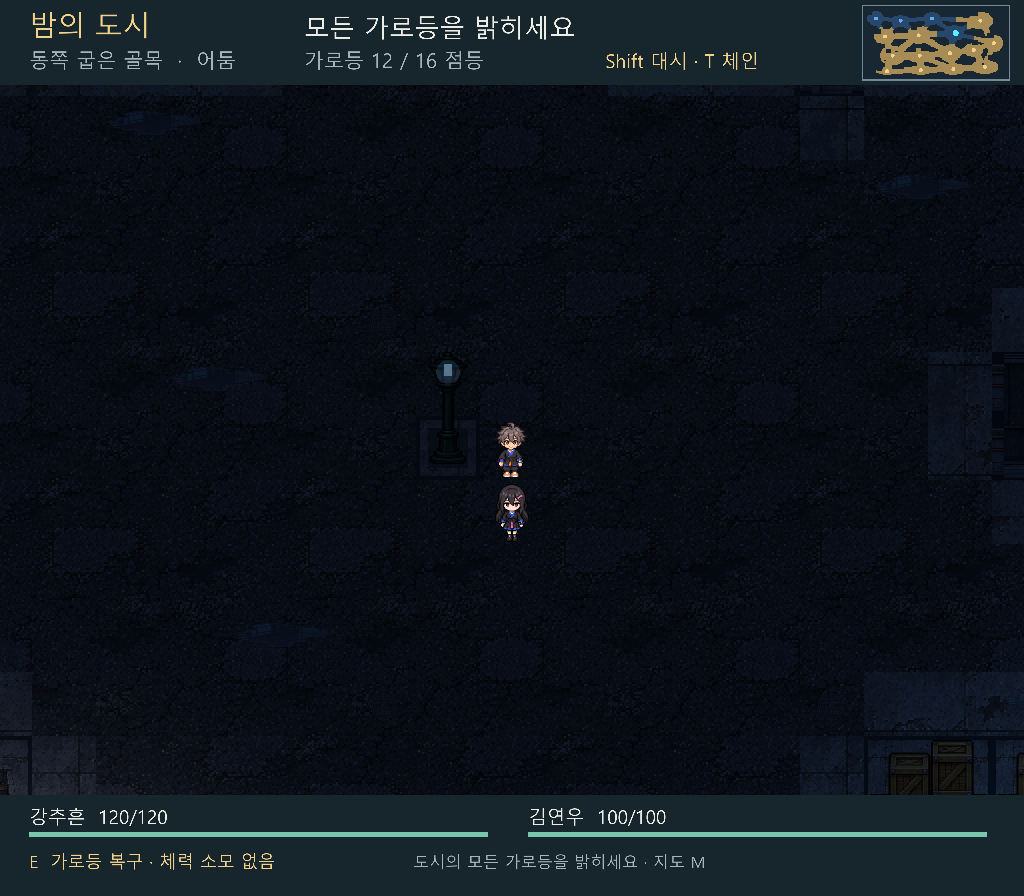 밤의 도시
모든 가로등을 밝히세요
동쪽 굽은 골목 · 어둠
가로등 12 / 16 점등
Shift 대시 · T 체인
강추흔 120/120
김연우 100/100
E 가로등 복구 · 체력 소모 없음
도시의 모든 가로등을 밝히세요 · 지도 M